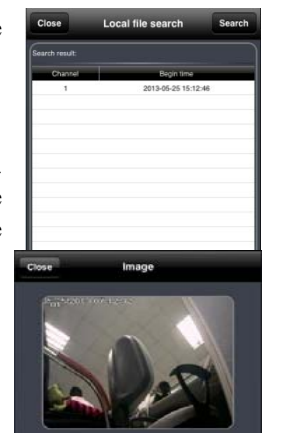 Close Local file search Search
Search result:
Channel Begin time
1 2013-05-25 15:12:46
Close Image